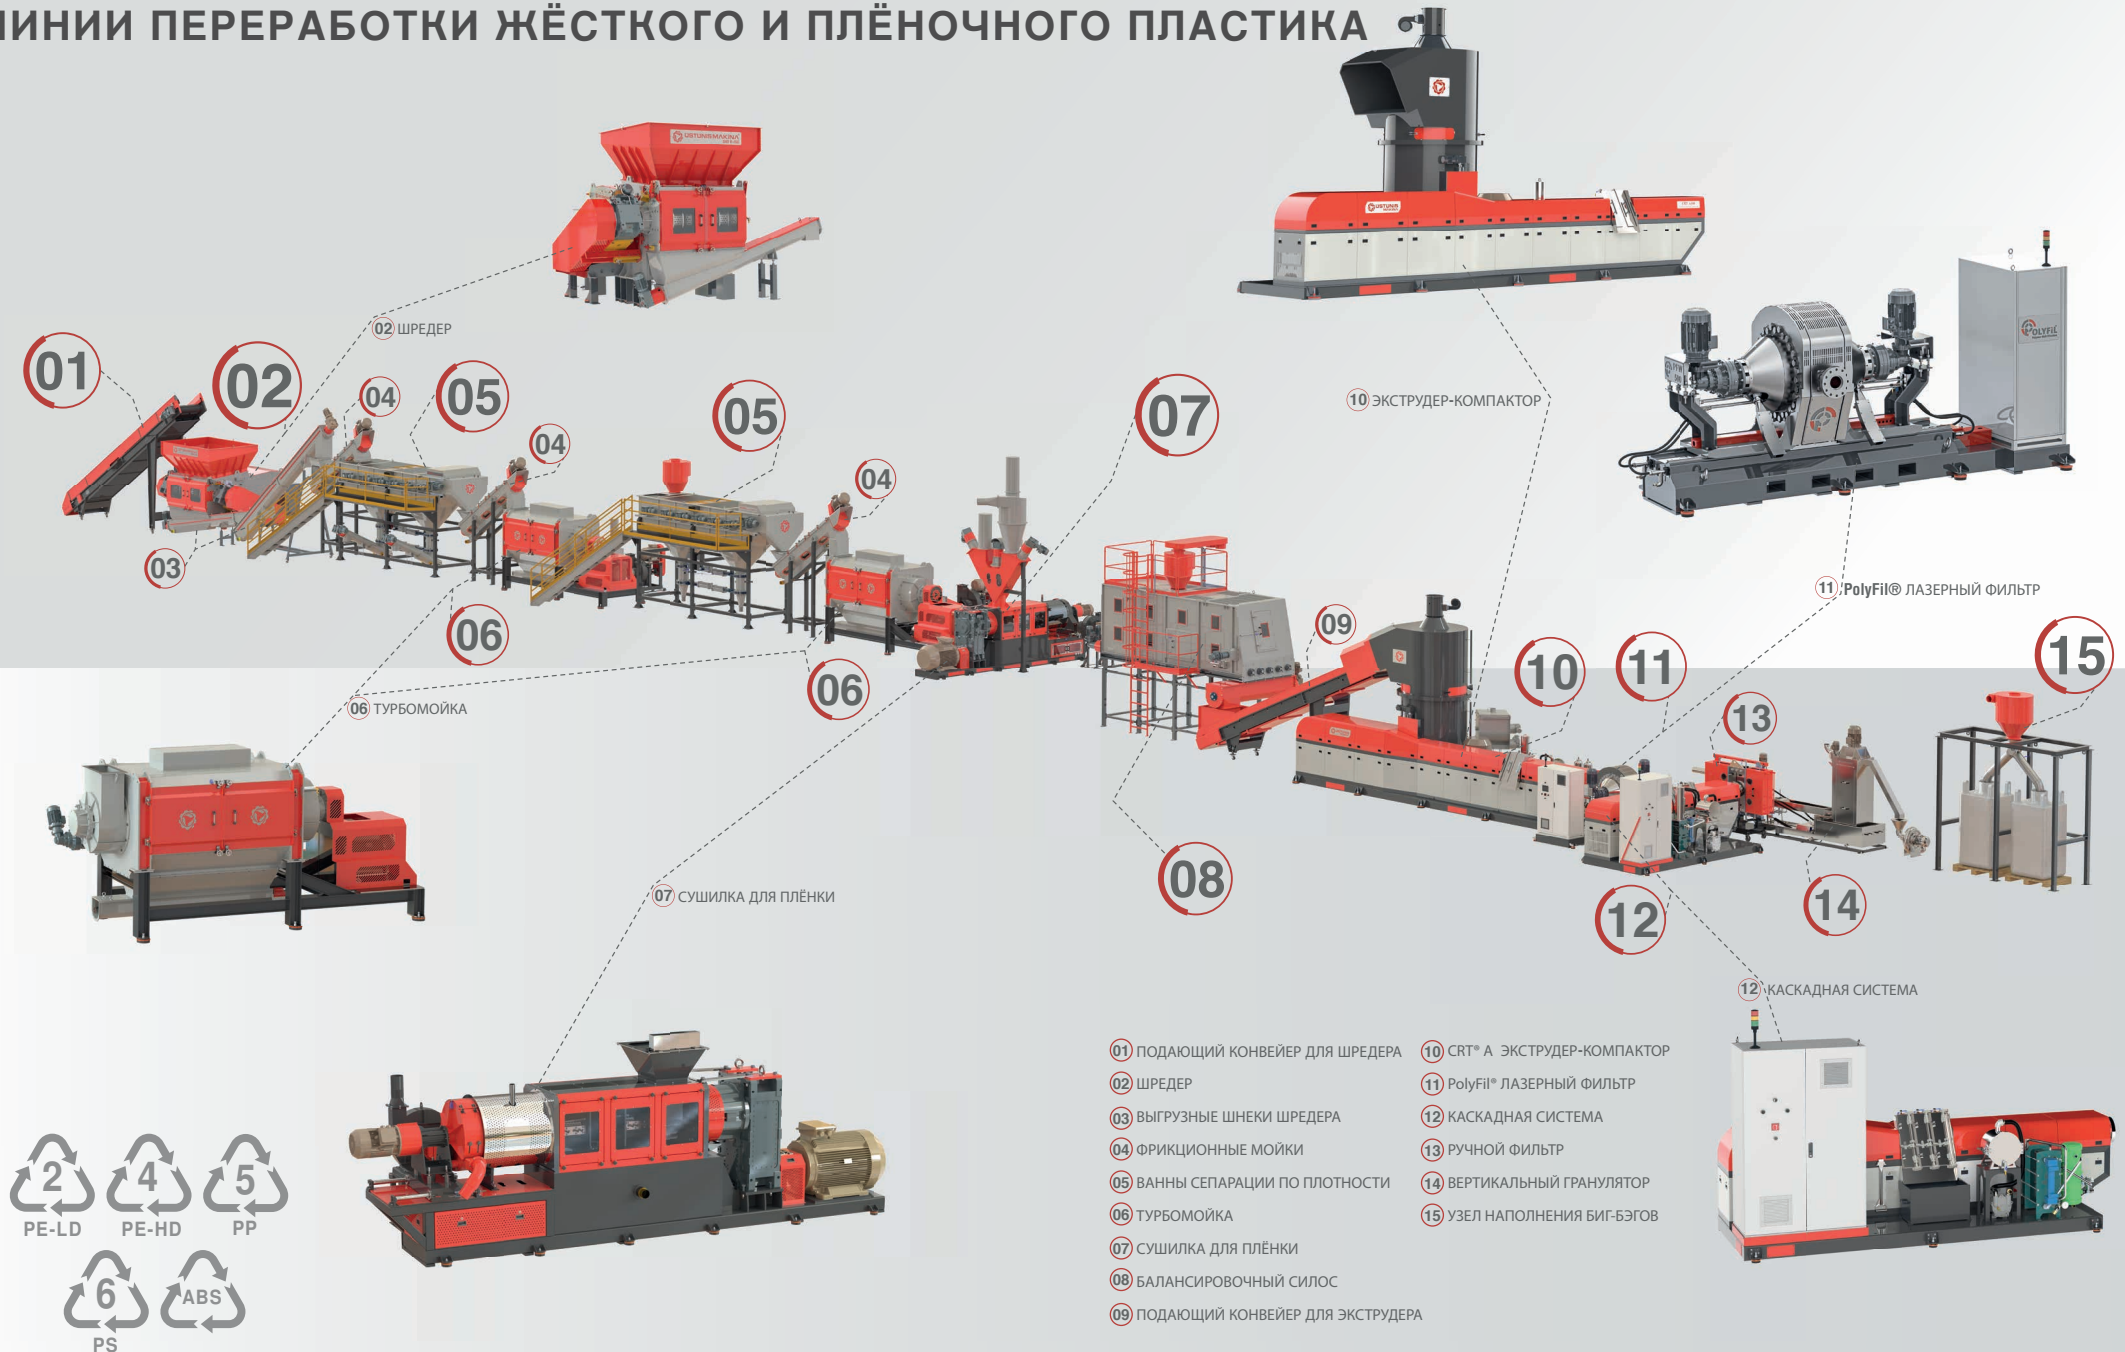 ЛИНИИ ПЕРЕРАБОТКИ ЖЁСТКОГО И ПЛЁНОЧНОГО ПЛАСТИКА
ÜSTÜNIŞMAKİNA
02 ШРЕДЕР
01
02
04
05
04
05
04
07
10 ЭКСТРУДЕР-КОМПАКТОР
POLYFIL
03
06
06
11 PolyFil® ЛАЗЕРНЫЙ ФИЛЬТР
09
10
11
13
15
06 ТУРБОМОЙКА
07 СУШИЛКА ДЛЯ ПЛЁНКИ
08
12
14
12 КАСКАДНАЯ СИСТЕМА
01 ПОДАЮЩИЙ КОНВЕЙЕР ДЛЯ ШРЕДЕРА
02 ШРЕДЕР
03 ВЫГРУЗНЫЕ ШНЕКИ ШРЕДЕРА
04 ФРИКЦИОННЫЕ МОЙКИ
05 ВАННЫ СЕПАРАЦИИ ПО ПЛОТНОСТИ
06 ТУРБОМОЙКА
07 СУШИЛКА ДЛЯ ПЛЁНКИ
08 БАЛАНСИРОВОЧНЫЙ СИЛОС
09 ПОДАЮЩИЙ КОНВЕЙЕР ДЛЯ ЭКСТРУДЕРА
10 CRT® A ЭКСТРУДЕР-КОМПАКТОР
11 PolyFil® ЛАЗЕРНЫЙ ФИЛЬТР
12 КАСКАДНАЯ СИСТЕМА
13 РУЧНОЙ ФИЛЬТР
14 ВЕРТИКАЛЬНЫЙ ГРАНУЛЯТОР
15 УЗЕЛ НАПОЛНЕНИЯ БИГ-БЭГОВ
2
PE-LD
4
PE-HD
5
PP
6
PS
ABS